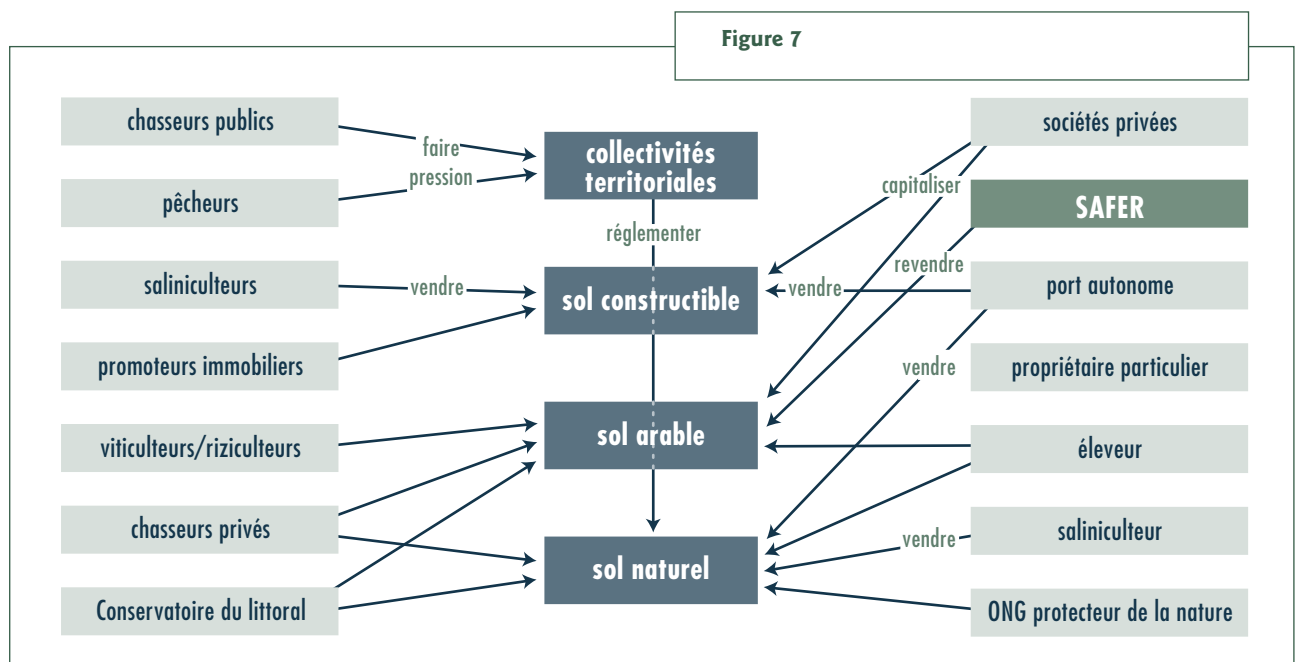 Figure 7
chasseurs publics
pêcheurs
saliniculteurs
promoteurs immobiliers
viticulteurs/riziculteurs
chasseurs privés
Conservatoire du littoral
faire
pression
vendre
collectivités
territoriales
réglementer
sol constructible
sol arable
sol naturel
capitaliser
revendre
vendre
vendre
vendre
sociétés privées
SAFER
port autonome
propriétaire particulier
éleveur
saliniculteur
ONG protecteur de la nature